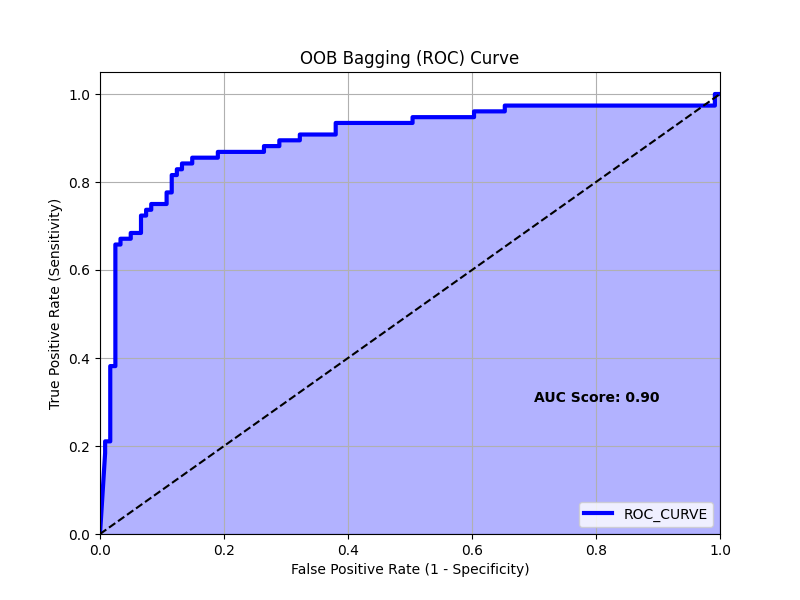 OOB Bagging (ROC) Curve
True Positive Rate (Sensitivity)
1.0
0.8
0.6
0.4
0.2
0.0
AUC Score: 0.90
ROC_CURVE
0.0 0.2 0.4 0.6 0.8 1.0
False Positive Rate (1 - Specificity)